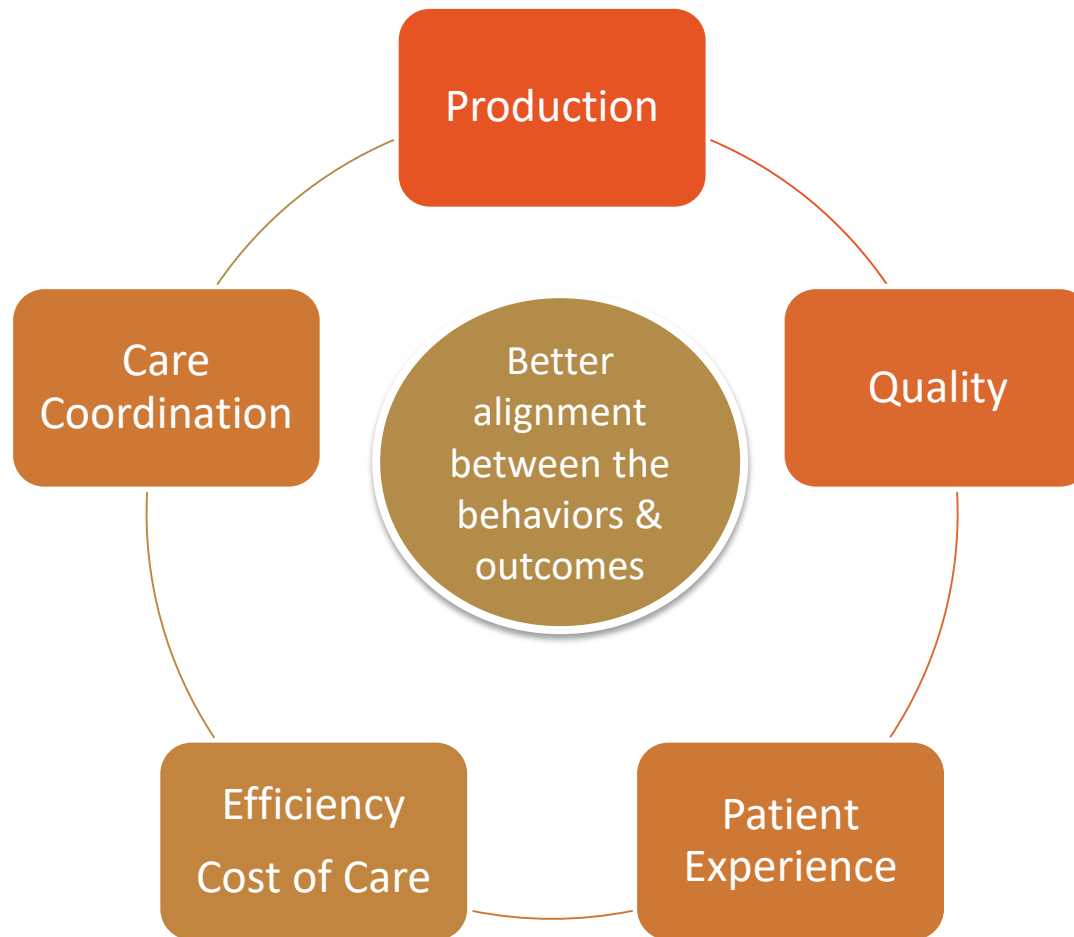 Production
Care
Coordination
Better
alignment
between the
behaviors &
outcomes
Quality
Efficiency
Cost of Care
Patient
Experience